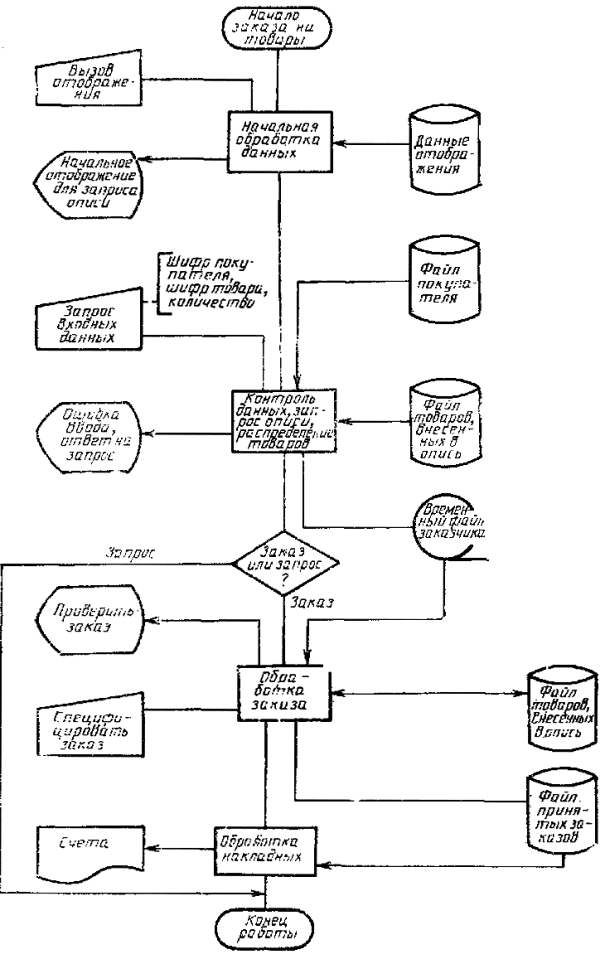 Начало
заказа на
товары
Вызов
отображе-
ния
Начальная
обработка
данных
Данные
отобра-
жения
Начальное
отображение
для запроса
описи
Шифр поку-
пателя,
шифр товара,
количество
Файл
покупа-
теля
Запрос
входных
данных
Контроль
данных, зап-
рос описи,
распределение
товаров
Файл
товаров,
внесен-
ных в
опись
Ошибка
ввода,
ответ на
запрос
Времен-
ный файл
заказчика
Запрос
Заказ
или запрос
?
Заказ
Проверить
заказ
Обра-
ботка
заказа
Файл
товаров,
внесенных
в опись
Специфи-
цировать
заказ
Файл
приня-
тых за-
казов
Счета
Обработка
накладных
Конец
работы